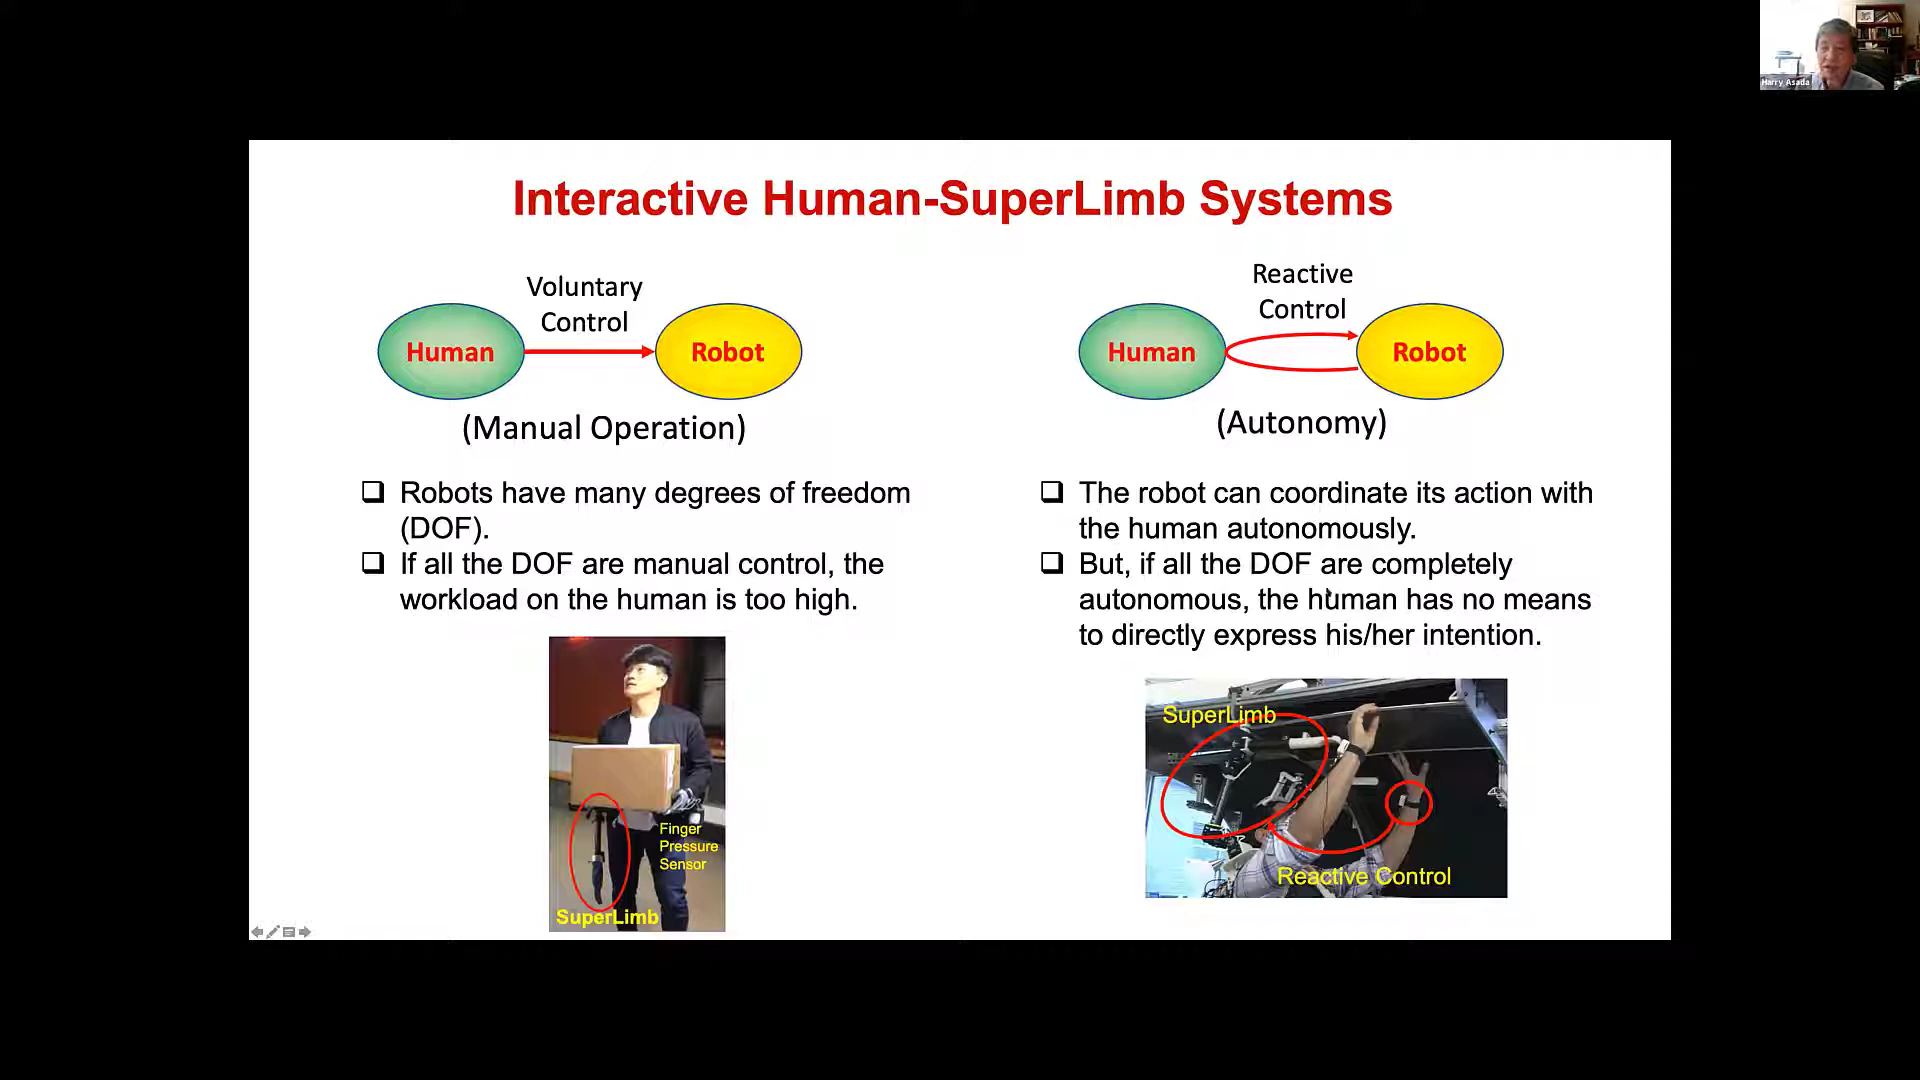 Harry Asada
Interactive Human-SuperLimb Systems
Voluntary
Control
Human
Robot
(Manual Operation)
Robots have many degrees of freedom
(DOF).
If all the DOF are manual control, the
workload on the human is too high.
Finger
Pressure
Sensor
SuperLimb
Reactive
Control
Human
Robot
(Autonomy)
The robot can coordinate its action with
the human autonomously.
But, if all the DOF are completely
autonomous, the human has no means
to directly express his/her intention.
SuperLimb
Reactive Control